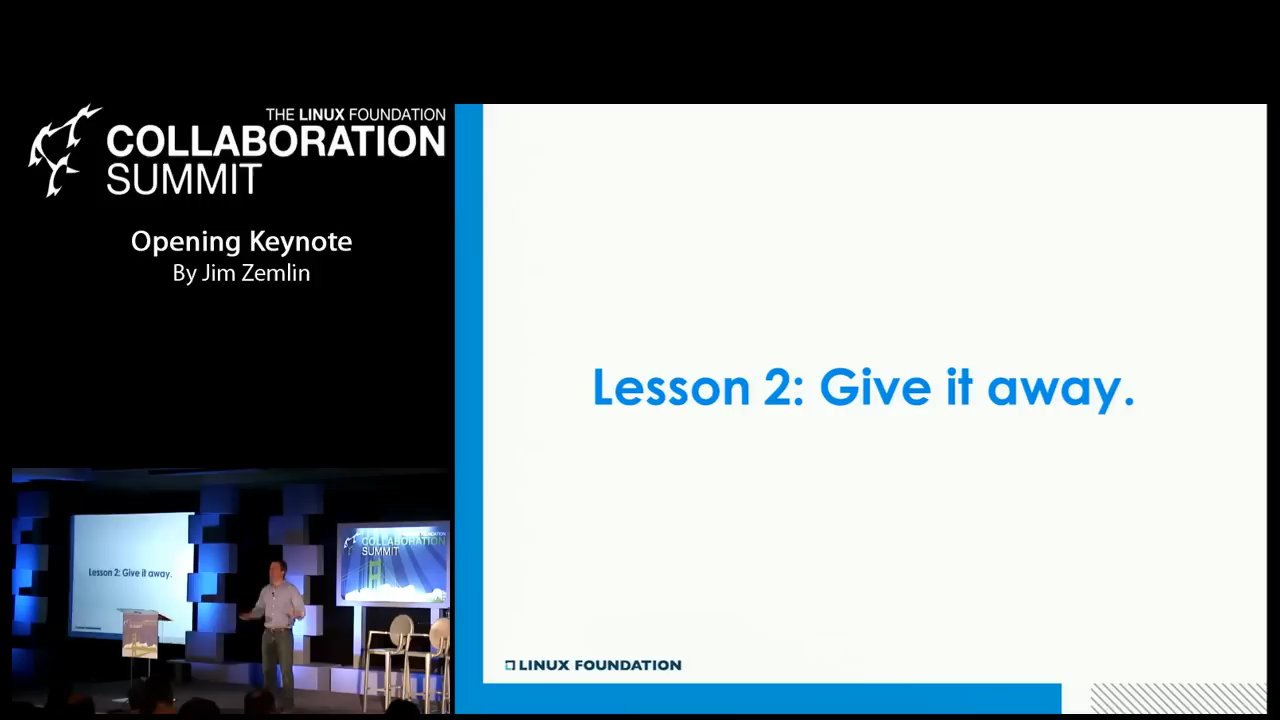 THE LINUX FOUNDATION
COLLABORATION
SUMMIT
Opening Keynote
By Jim Zemlin
Lesson 2: Give it away.
LINUX FOUNDATION
Lesson 2: Give it away.
COLLABORATION
SUMMIT